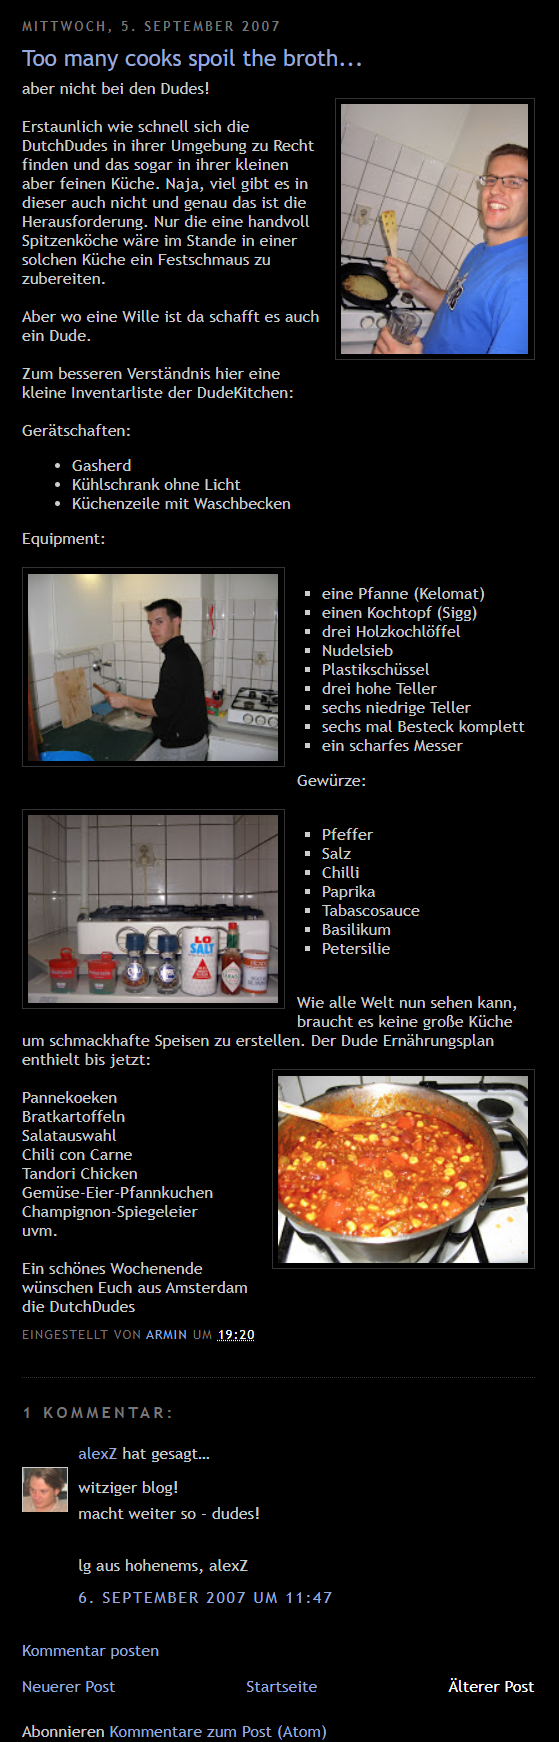 MITTWOCH, 5. SEPTEMBER 2007
Too many cooks spoil the broth...
aber nicht bei den Dudes!
Erstaunlich wie schnell sich die
DutchDudes in ihrer Umgebung zu Recht
finden und das sogar in ihrer kleinen
aber feinen Küche. Naja, viel gibt es in
dieser auch nicht und genau das ist die
Herausforderung. Nur die eine handvoll
Spitzenköche wäre im Stande in einer
solchen Küche ein Festschmaus zu
zubereiten.
Aber wo eine Wille ist da schafft es auch
ein Dude.
Zum besseren Verständnis hier eine
kleine Inventarliste der DudeKitchen:
Gerätschaften:
Gasherd
Kühlschrank ohne Licht
Küchenzeile mit Waschbecken
Equipment:
eine Pfanne (Kelomat)
einen Kochtopf (Sigg)
drei Holzkochlöffel
Nudelsieb
Plastikschüssel
drei hohe Teller
sechs niedrige Teller
sechs mal Besteck komplett
ein scharfes Messer
Gewürze:
LO
SALT
Pfeffer
Salz
Chilli
Paprika
Tabascosauce
Basilikum
Petersilie
Wie alle Welt nun sehen kann,
braucht es keine große Küche
um schmackhafte Speisen zu erstellen. Der Dude Ernährungsplan
enthielt bis jetzt:
Pannekoeken
Bratkartoffeln
Salatauswahl
Chili con Carne
Tandori Chicken
Gemüse-Eier-Pfannkuchen
Champignon-Spiegeleier
uvm.
Ein schönes Wochenende
wünschen Euch aus Amsterdam
die DutchDudes
EINGESTELLT VON ARMIN UM 19:20
1 KOMMENTAR:
alexZ hat gesagt…
witziger blog!
macht weiter so - dudes!
lg aus hohenems, alexZ
6. SEPTEMBER 2007 UM 11:47
Kommentar posten
Neuerer Post Startseite Älterer Post
Abonnieren Kommentare zum Post (Atom)